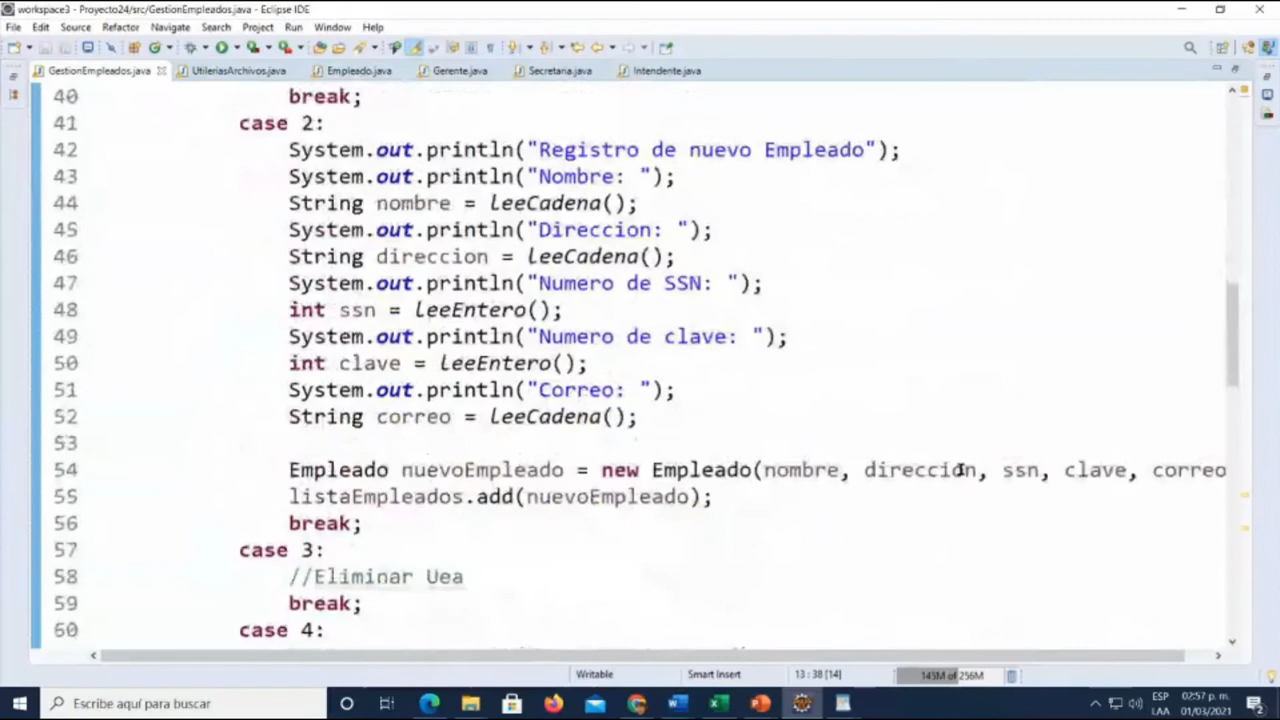 workspace3 - Proyecto24/src/GestionEmpleados.java - Eclipse IDE
File Edit Source Refactor Navigate Search Project Run Window Help
GestionEmpleados.java UtileriasArchivos.java Empleado.java Gerente.java Secretaria.java Intendente.java
40 break;
41 case 2:
42 System.out.println("Registro de nuevo Empleado");
43 System.out.println("Nombre: ");
44 String nombre = LeeCadena();
45 System.out.println("Direccion: ");
46 String direccion = LeeCadena();
47 System.out.println("Numero de SSN: ");
48 int ssn = LeeEntero();
49 System.out.println("Numero de clave: ");
50 int clave = LeeEntero();
51 System.out.println("Correo: ");
52 String correo = LeeCadena();
53
54 Empleado nuevoEmpleado = new Empleado(nombre, direccion, ssn, clave, correo
55 listaEmpleados.add(nuevoEmpleado);
56 break;
57 case 3:
58 //Eliminar Uea
59 break;
60 case 4:
Writable Smart Insert 13 : 38 [14] 145M of 256M
Escribe aquí para buscar
ESP 02:57 p. m.
LAA 01/03/2021
2